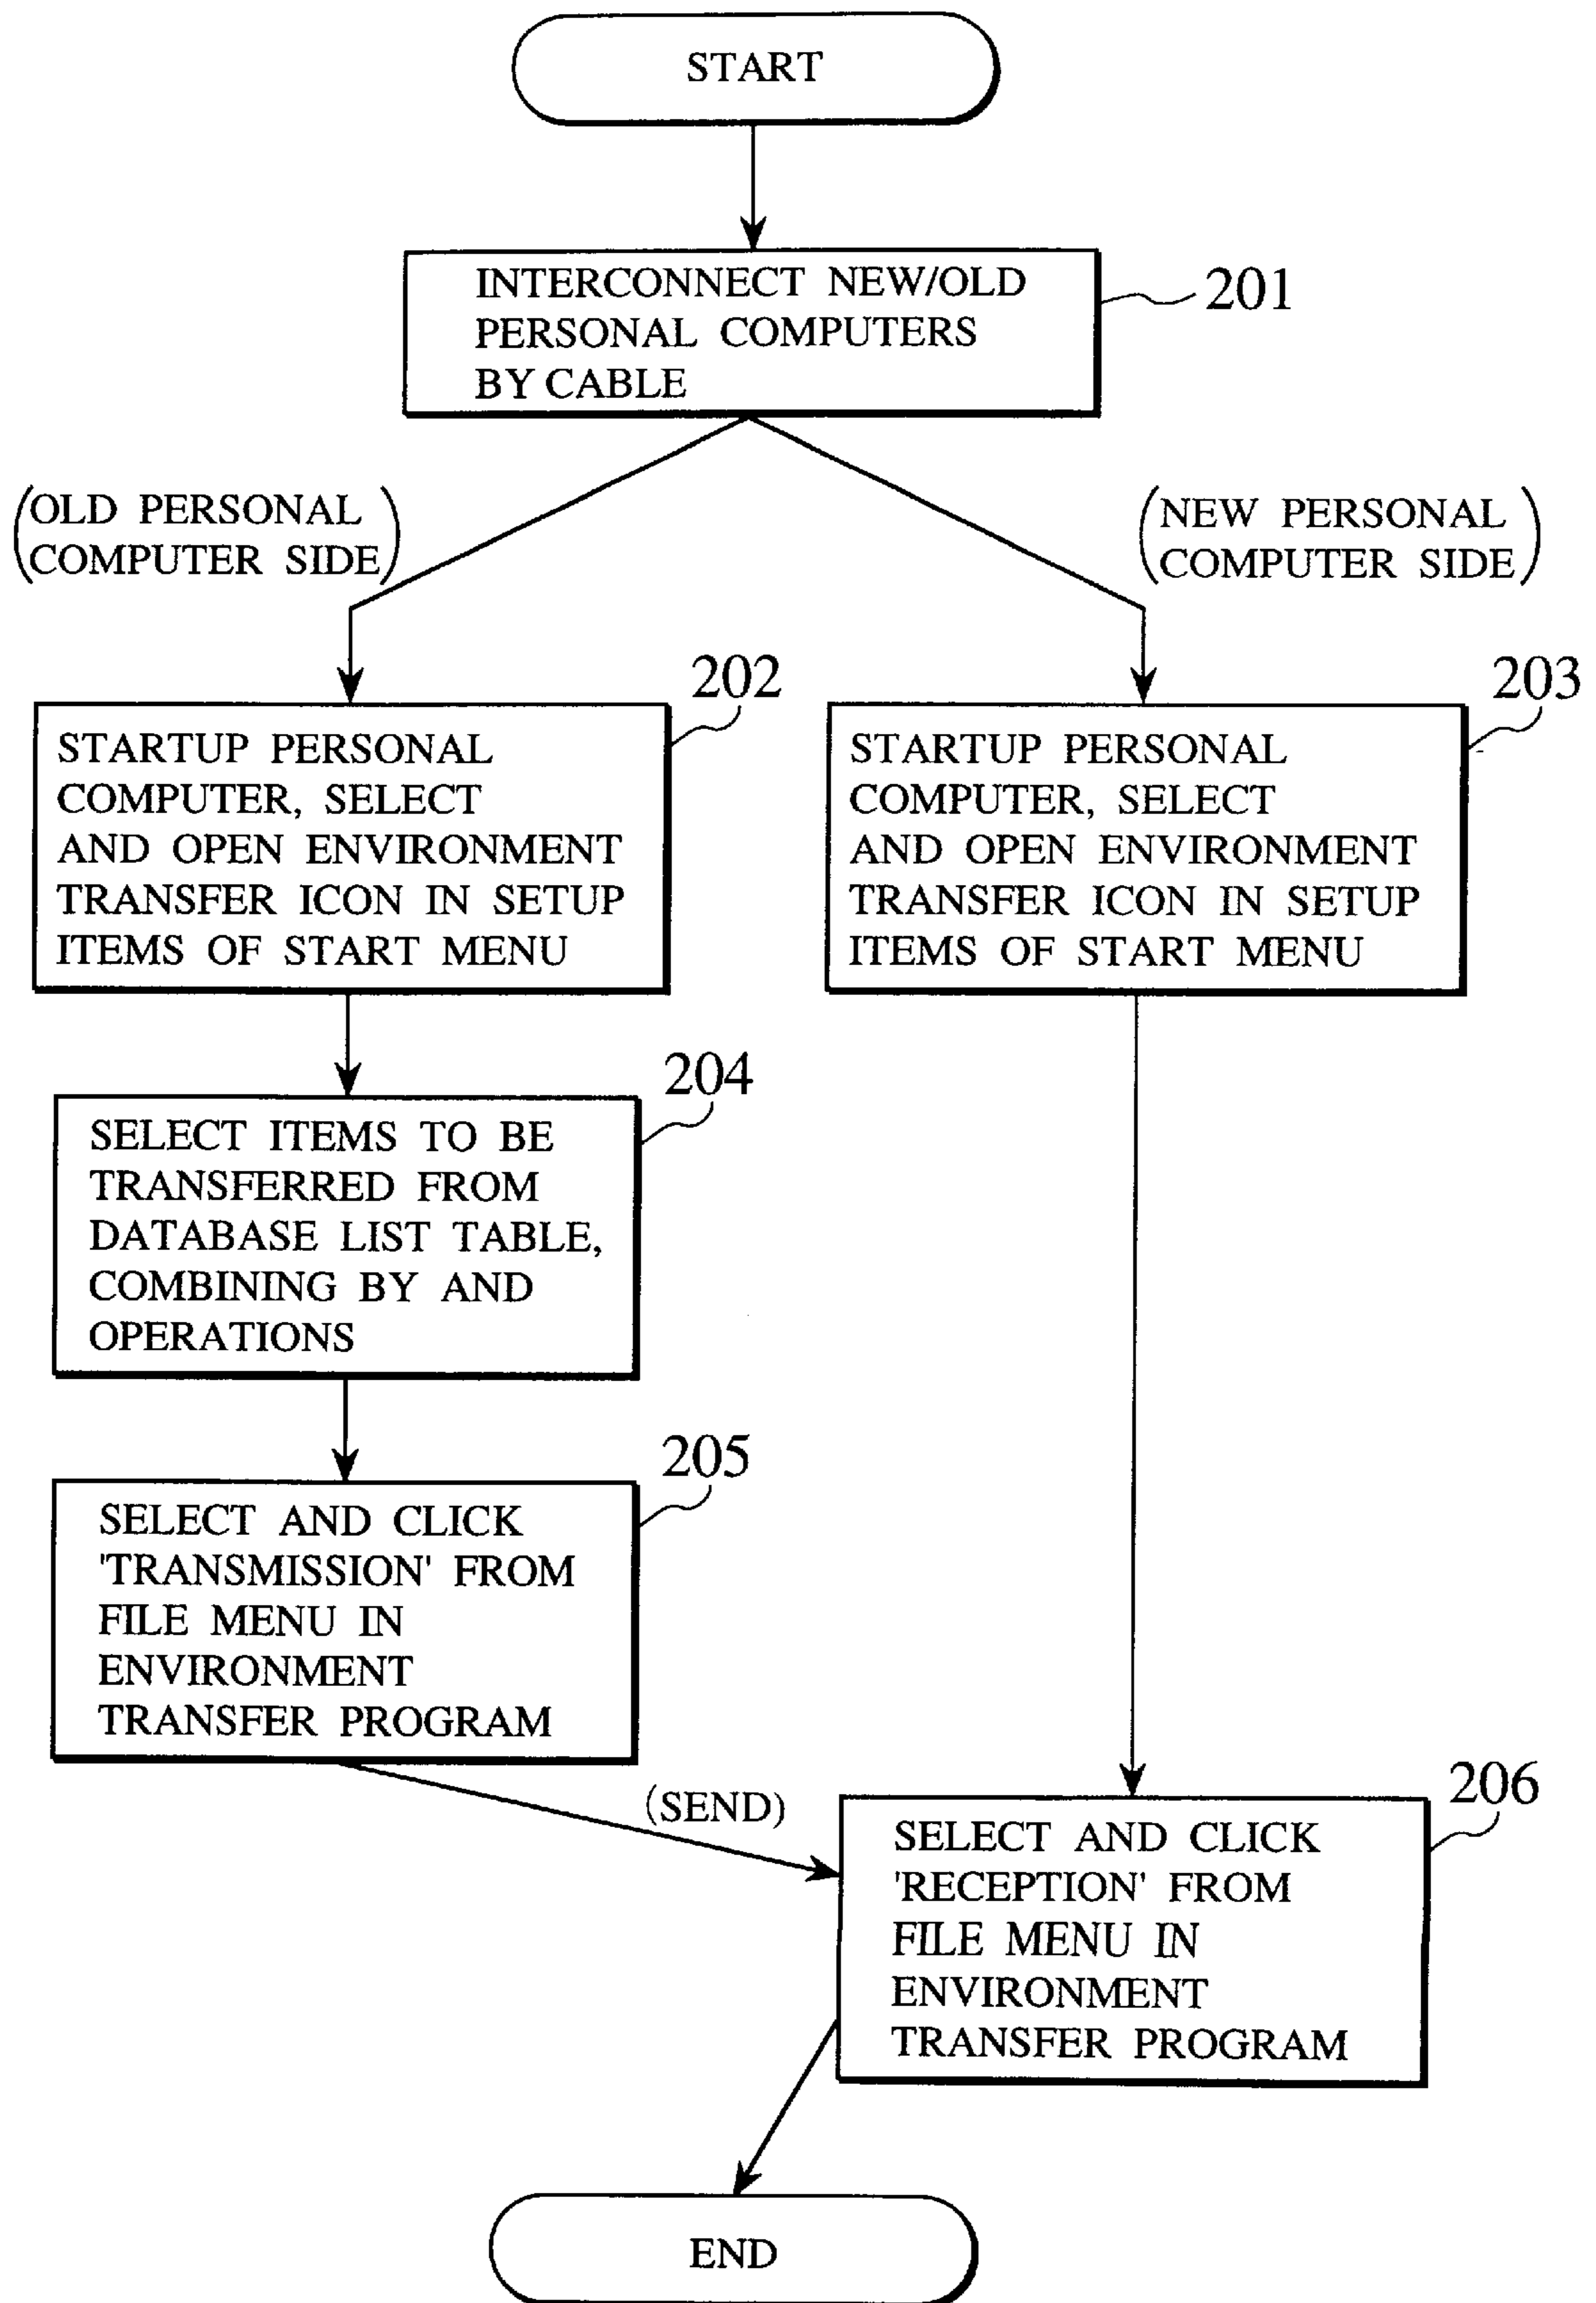 START
INTERCONNECT NEW/OLD
PERSONAL COMPUTERS
BY CABLE
201
(OLD PERSONAL
COMPUTER SIDE)
(NEW PERSONAL
COMPUTER SIDE)
202
STARTUP PERSONAL
COMPUTER, SELECT
AND OPEN ENVIRONMENT
TRANSFER ICON IN SETUP
ITEMS OF START MENU
203
STARTUP PERSONAL
COMPUTER, SELECT
AND OPEN ENVIRONMENT
TRANSFER ICON IN SETUP
ITEMS OF START MENU
204
SELECT ITEMS TO BE
TRANSFERRED FROM
DATABASE LIST TABLE,
COMBINING BY AND
OPERATIONS
205
SELECT AND CLICK
'TRANSMISSION' FROM
FILE MENU IN
ENVIRONMENT
TRANSFER PROGRAM
(SEND)
206
SELECT AND CLICK
'RECEPTION' FROM
FILE MENU IN
ENVIRONMENT
TRANSFER PROGRAM
END